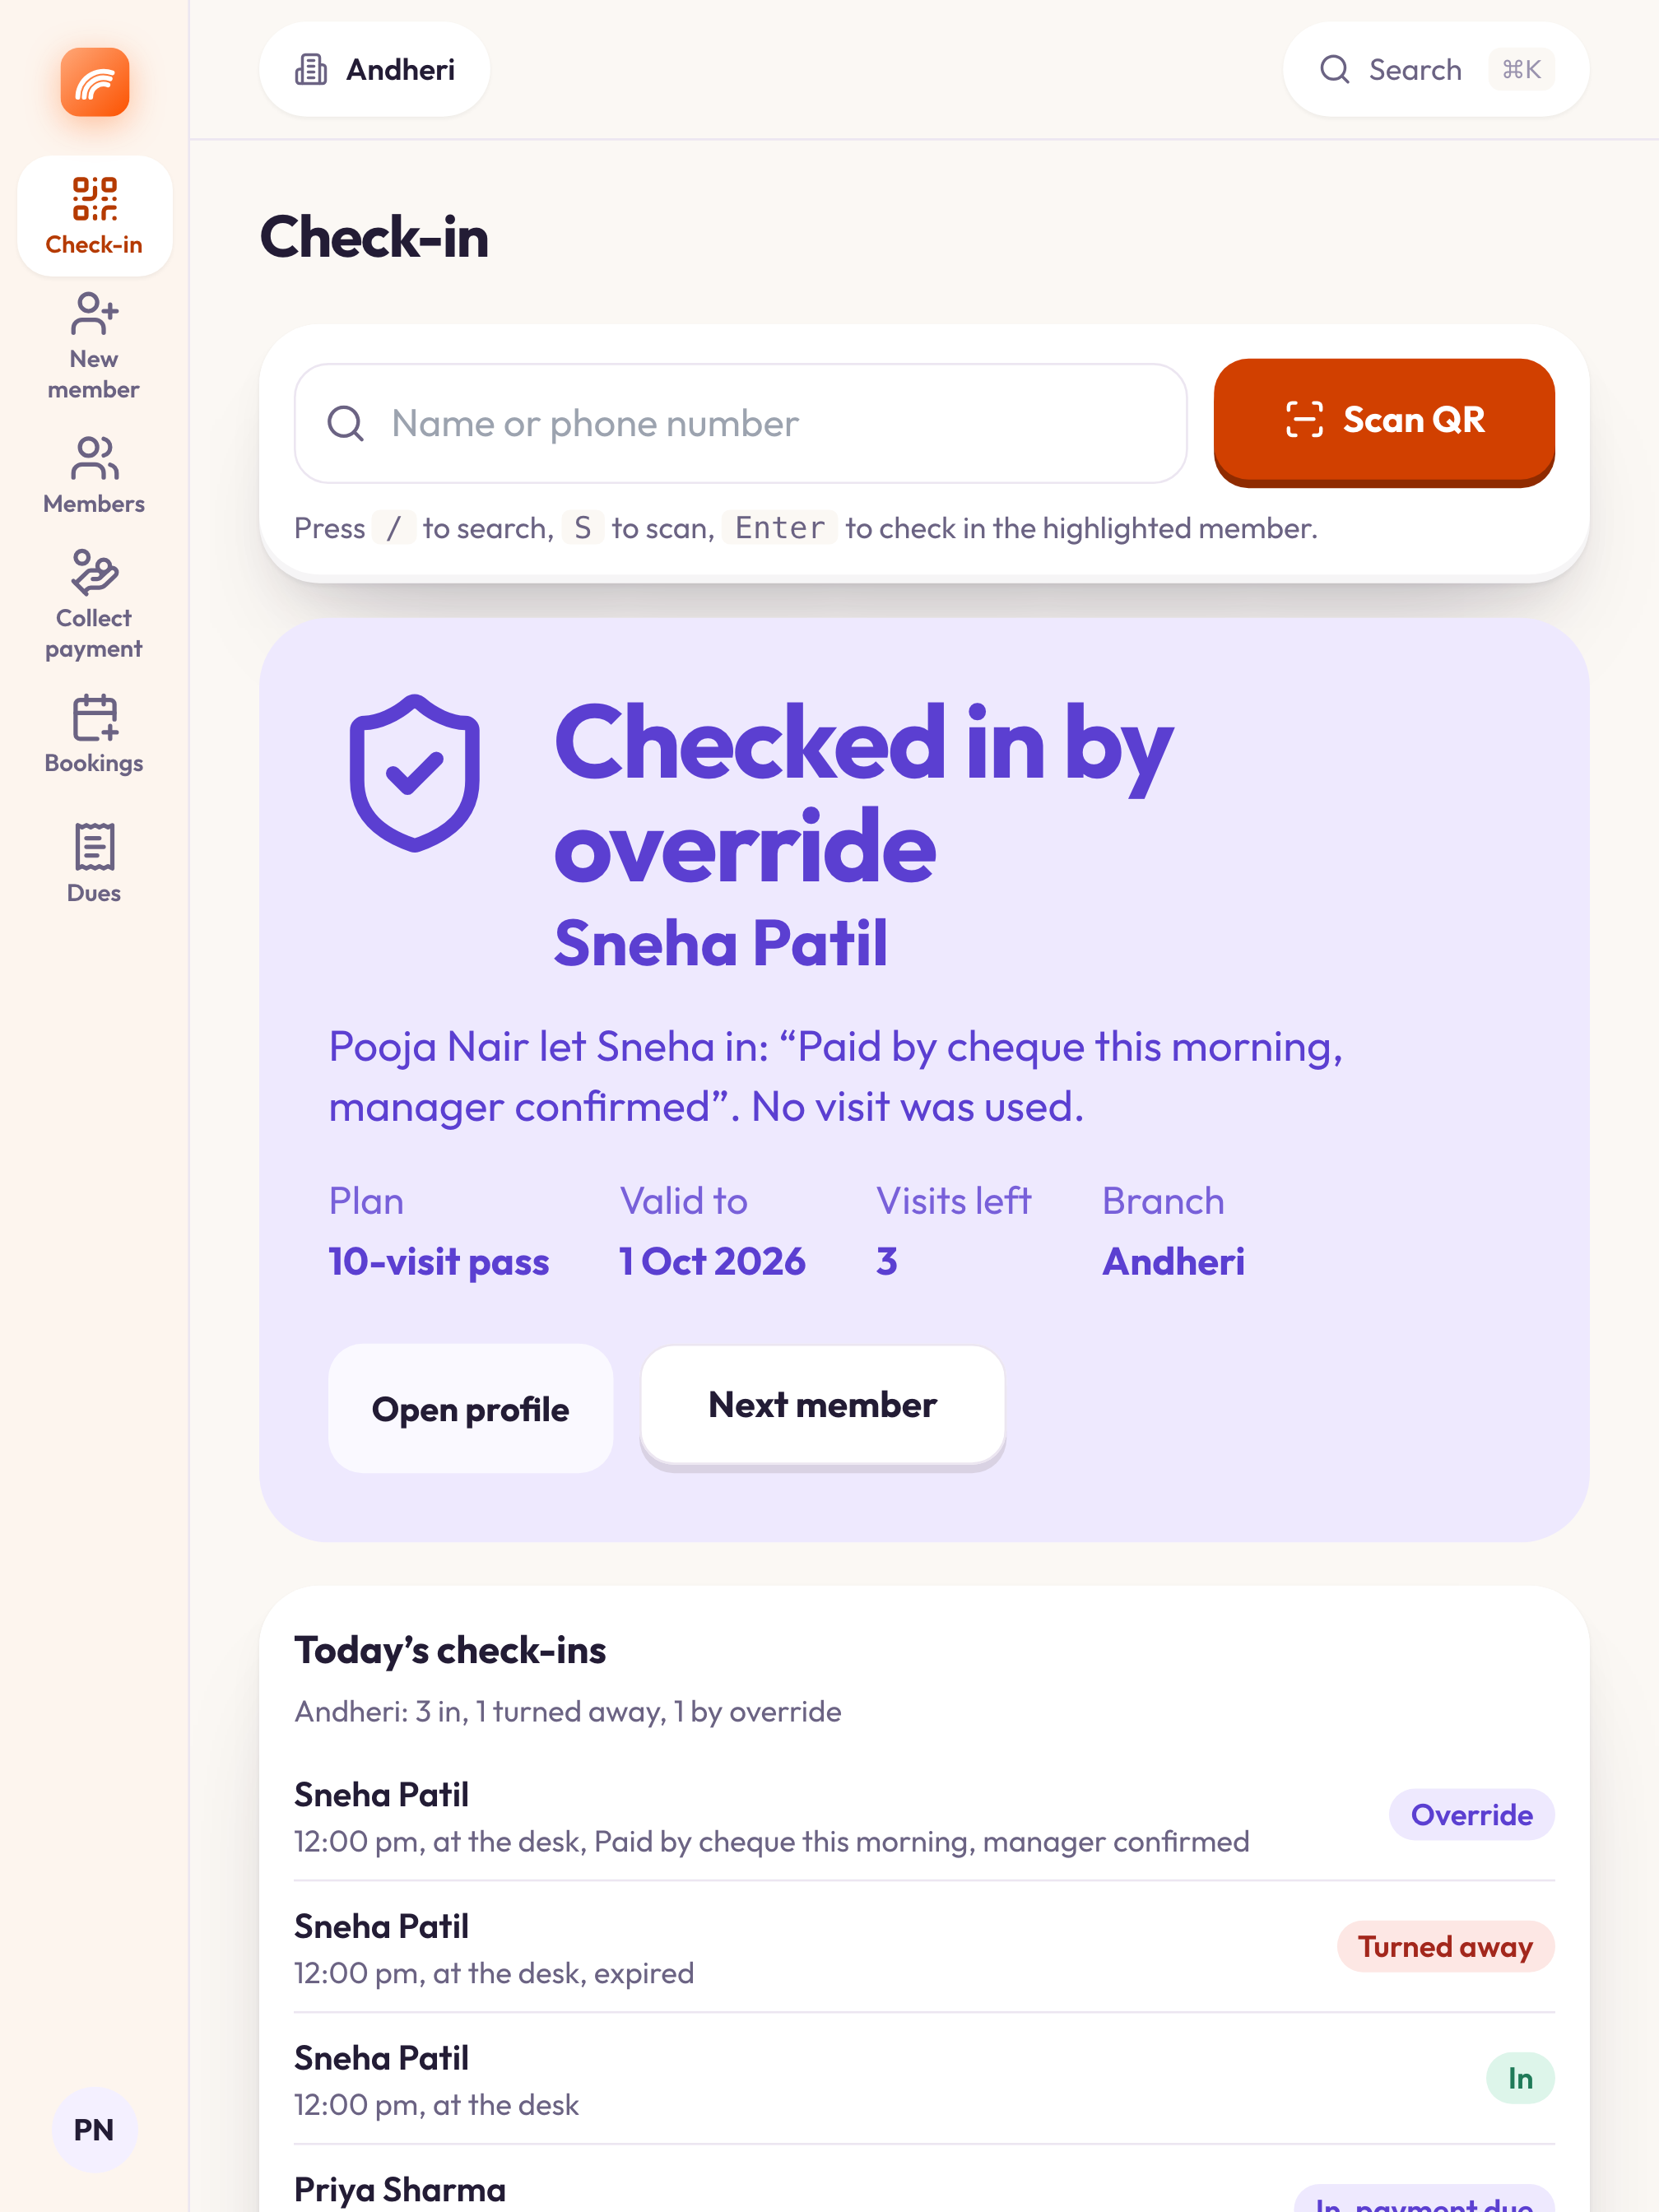 Andheri
Search ⌘K
Check-in
New
member
Members
Collect
payment
Bookings
Dues
PN
Check-in
Name or phone number
Scan QR
Press / to search, S to scan, Enter to check in the highlighted member.
Checked in by
override
Sneha Patil
Pooja Nair let Sneha in: “Paid by cheque this morning,
manager confirmed”. No visit was used.
Plan
10-visit pass
Valid to
1 Oct 2026
Visits left
3
Branch
Andheri
Open profile
Next member
Today’s check-ins
Andheri: 3 in, 1 turned away, 1 by override
Sneha Patil
12:00 pm, at the desk, Paid by cheque this morning, manager confirmed
Override
Sneha Patil
12:00 pm, at the desk, expired
Turned away
Sneha Patil
12:00 pm, at the desk
In
Priya Sharma
In, payment due